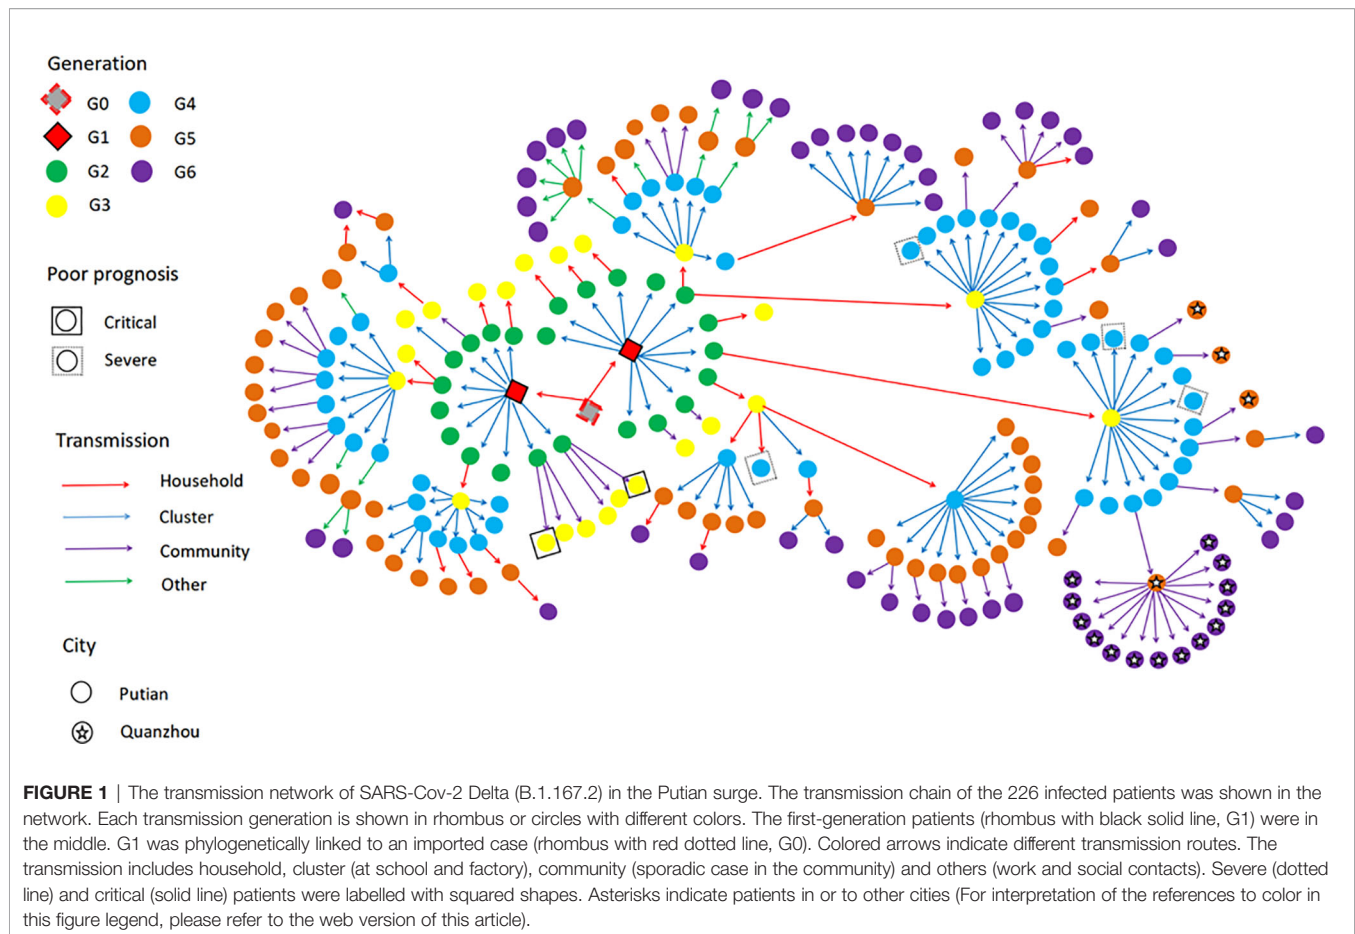 Generation
G0 G4
G1 G5
G2 G6
G3
Poor prognosis
Critical
Severe
Transmission
Household
Cluster
Community
Other
City
Putian
Quanzhou
FIGURE 1 | The transmission network of SARS-Cov-2 Delta (B.1.167.2) in the Putian surge. The transmission chain of the 226 infected patients was shown in the
network. Each transmission generation is shown in rhombus or circles with different colors. The first-generation patients (rhombus with black solid line, G1) were in
the middle. G1 was phylogenetically linked to an imported case (rhombus with red dotted line, G0). Colored arrows indicate different transmission routes. The
transmission includes household, cluster (at school and factory), community (sporadic case in the community) and others (work and social contacts). Severe (dotted
line) and critical (solid line) patients were labelled with squared shapes. Asterisks indicate patients in or to other cities (For interpretation of the references to color in
this figure legend, please refer to the web version of this article).